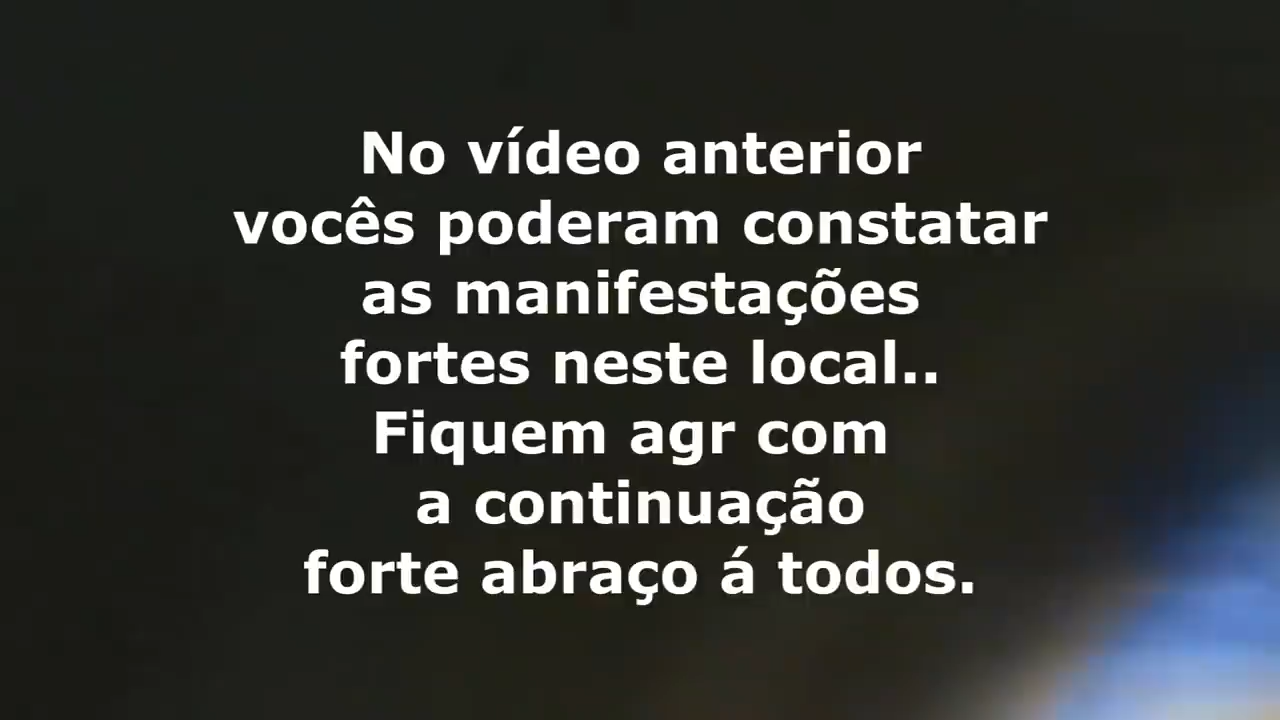 No vídeo anterior
vocês poderam constatar
as manifestações
fortes neste local..
Fiquem agr com
a continuação
forte abraço á todos.